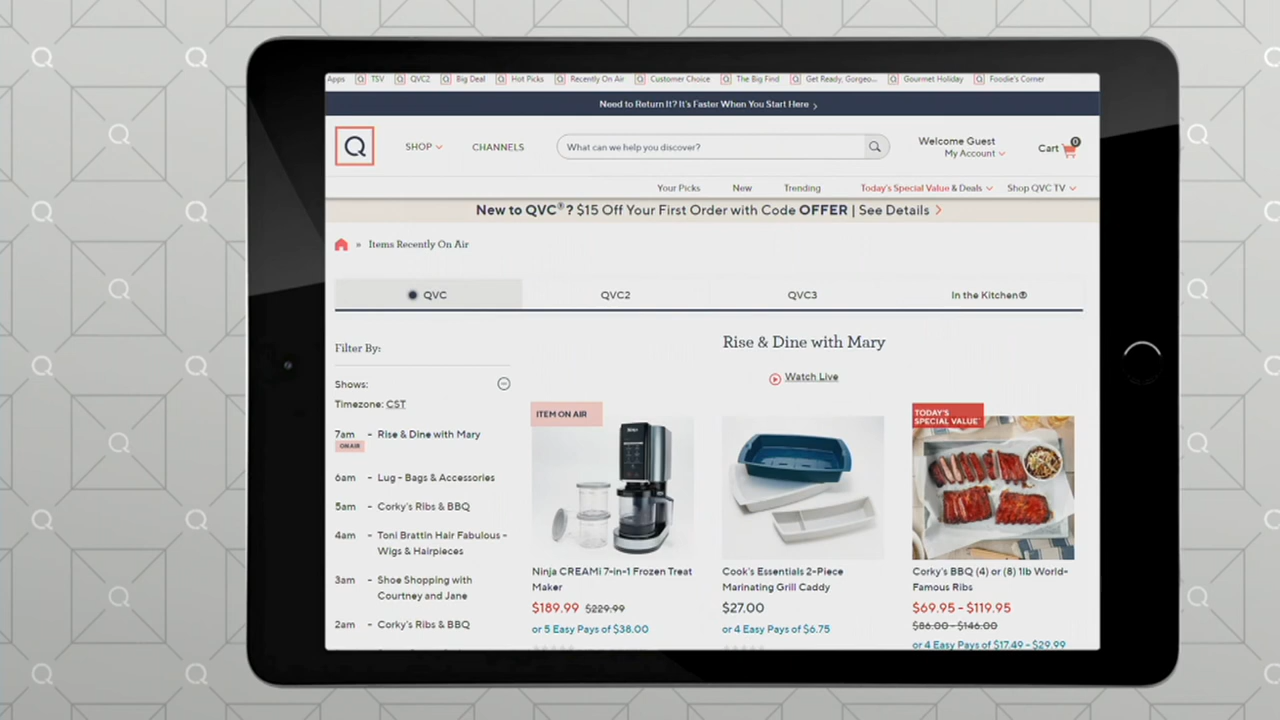 Apps TSV QVC2 Big Deal Hot Picks Recently On Air Customer Choice The Big Find Get Ready, Gorgeo... Gourmet Holiday Foodie's Corner
Need to Return It? It's Faster When You Start Here
Q SHOP CHANNELS What can we help you discover? Welcome Guest
My Account
Cart 0
Your Picks New Trending Today's Special Value & Deals Shop QVC TV
New to QVC®? $15 Off Your First Order with Code OFFER | See Details
» Items Recently On Air
QVC QVC2 QVC3 In the Kitchen®
Filter By:
Shows:
Timezone: CST
7am - Rise & Dine with Mary
ON AIR
6am - Lug - Bags & Accessories
5am - Corky's Ribs & BBQ
4am - Toni Brattin Hair Fabulous -
Wigs & Hairpieces
3am - Shoe Shopping with
Courtney and Jane
2am - Corky's Ribs & BBQ
Rise & Dine with Mary
Watch Live
ITEM ON AIR
Ninja CREAMi 7-in-1 Frozen Treat
Maker
$189.99 $229.99
or 5 Easy Pays of $38.00
Cook's Essentials 2-Piece
Marinating Grill Caddy
$27.00
or 4 Easy Pays of $6.75
TODAY'S
SPECIAL VALUE
Corky's BBQ (4) or (8) 1lb World-
Famous Ribs
$69.95 - $119.95
$86.00 - $146.00
or 4 Easy Pays of $17.49 - $29.99